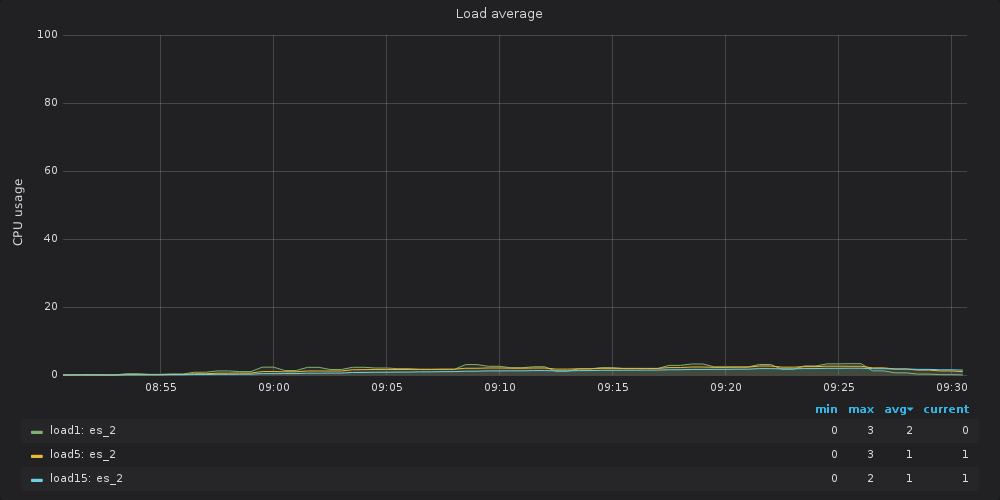 Load average
100
80
60
40
20
0
CPU usage
08:55 09:00 09:05 09:10 09:15 09:20 09:25 09:30
min max avg current
load1: es_2 0 3 2 0
load5: es_2 0 3 1 1
load15: es_2 0 2 1 1